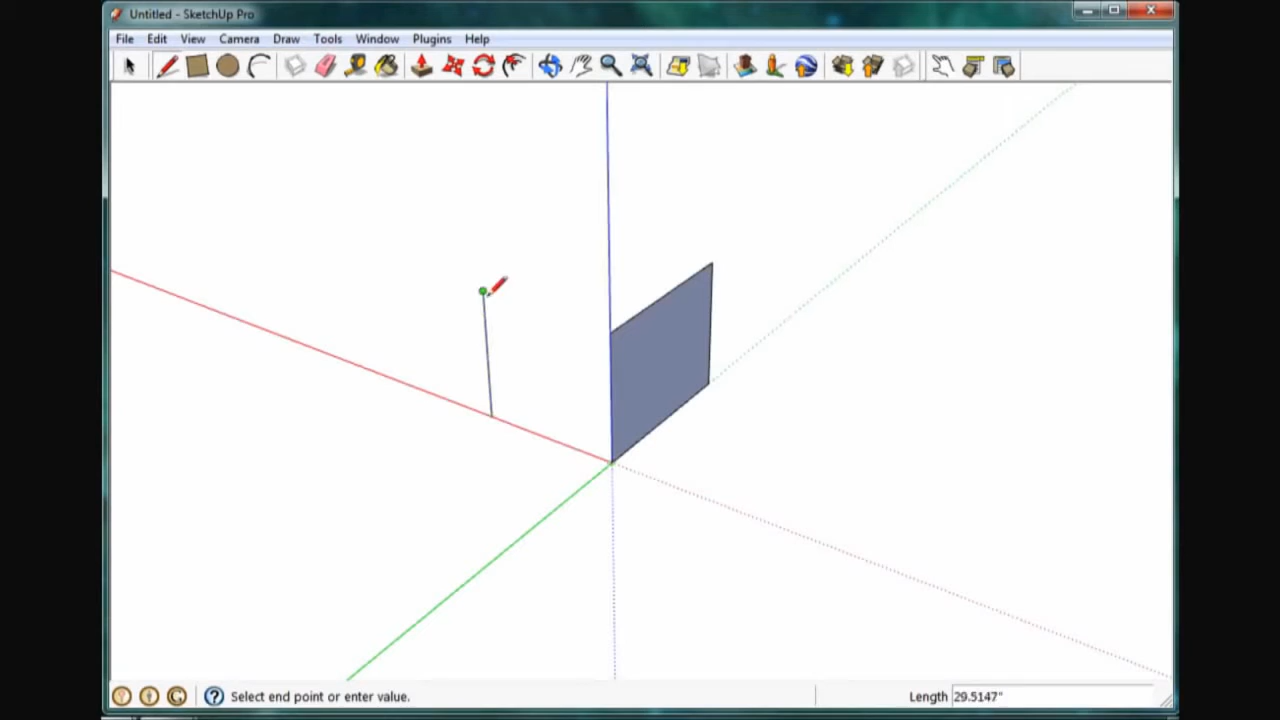 Untitled - SketchUp Pro
File Edit View Camera Draw Tools Window Plugins Help
Select end point or enter value.
Length 29.5147"